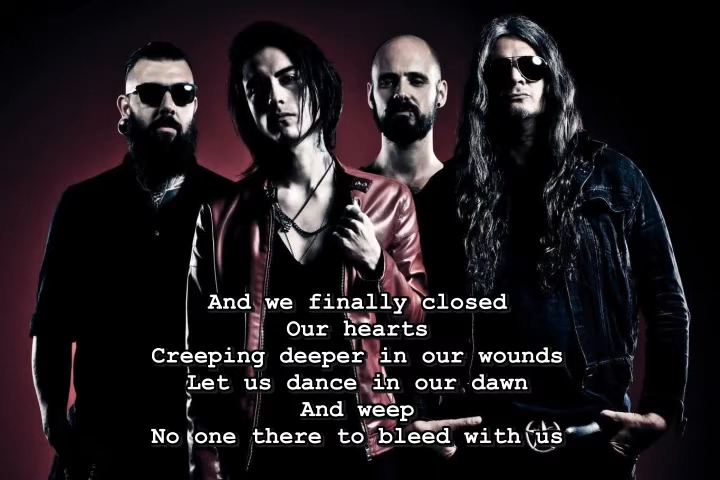 And we finally closed
Our hearts
Creeping deeper in our wounds
Let us dance in our dawn
And weep
No one there to bleed with us